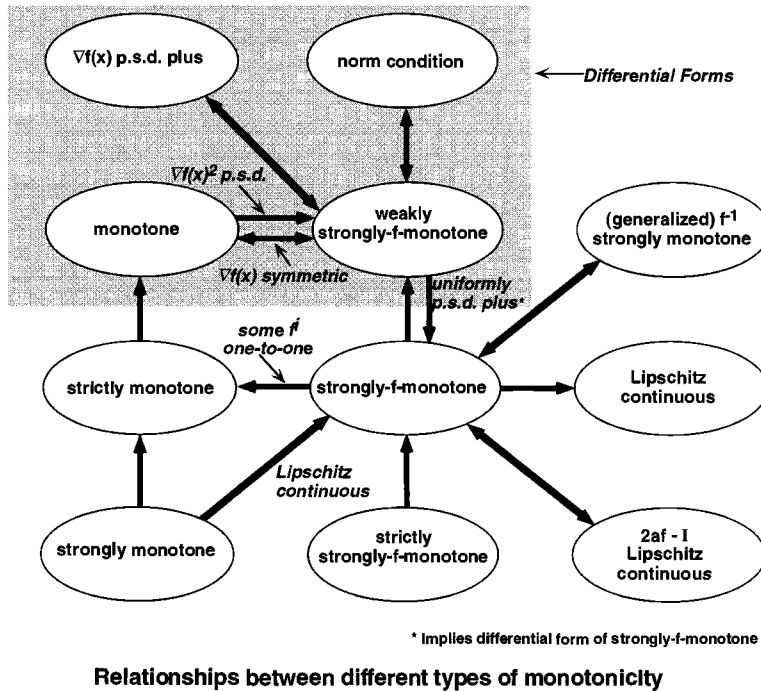 ∇f(x) p.s.d. plus
norm condition
Differential Forms
∇f(x)² p.s.d.
monotone
weakly
strongly-f-monotone
(generalized) f⁻¹
strongly monotone
∇f(x) symmetric
uniformly
p.s.d. plus*
some fⁱ
one-to-one
strictly monotone
strongly-f-monotone
Lipschitz
continuous
Lipschitz
continuous
strongly monotone
strictly
strongly-f-monotone
2af - I
Lipschitz
continuous
* Implies differential form of strongly-f-monotone
Relationships between different types of monotonicity